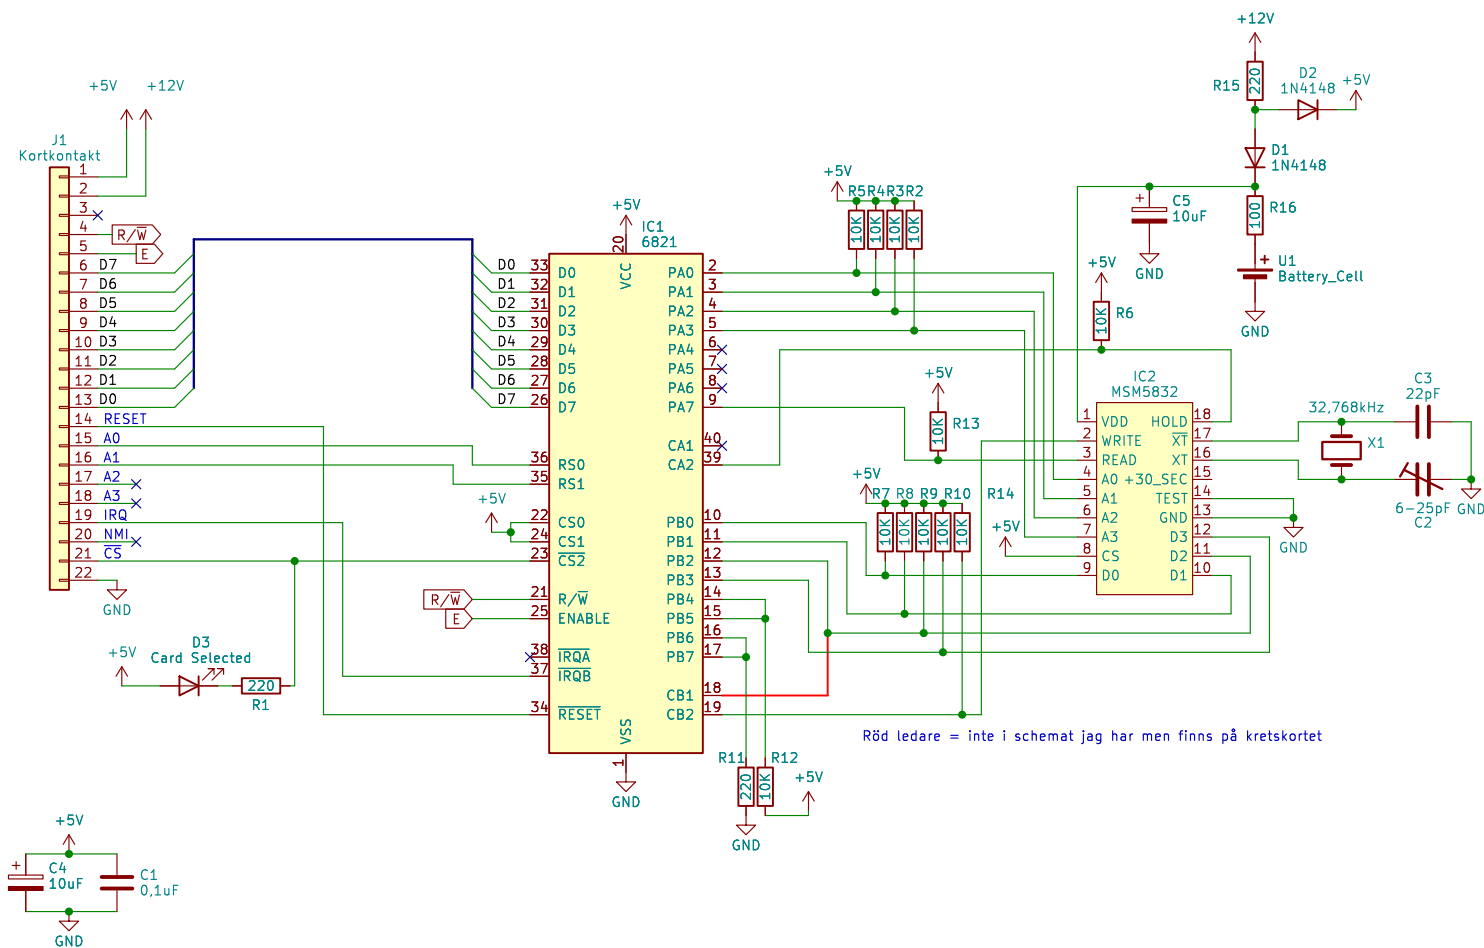 +12V
D2
1N4148
+5V
R15
220
+5V
+12V
J1
Kortkontakt
D1
1N4148
1
2
3
4
5
6
7
8
9
10
11
12
13
14
15
16
17
18
19
20
21
22
R/W̅
E
D7
D6
D5
D4
D3
D2
D1
D0
RESET
A0
A1
A2
A3
IRQ
NMI
C̅S̅
GND
D0
D1
D2
D3
D4
D5
D6
D7
+5V
IC1
6821
20
VCC
33 D0
32 D1
31 D2
30 D3
29 D4
28 D5
27 D6
26 D7
36 RS0
35 RS1
22 CS0
24 CS1
23 C̅S̅2̅
21 R/W̅
25 ENABLE
38 I̅R̅Q̅A̅
37 I̅R̅Q̅B̅
34 R̅E̅S̅E̅T̅
VSS
1
GND
PA0 2
PA1 3
PA2 4
PA3 5
PA4 6
PA5 7
PA6 8
PA7 9
CA1 40
CA2 39
PB0 10
PB1 11
PB2 12
PB3 13
PB4 14
PB5 15
PB6 16
PB7 17
CB1 18
CB2 19
+5V
R/W̅
E
+5V
R5 R4 R3 R2
10K 10K 10K 10K
C5
10uF
+
GND
R16
100
U1
Battery_Cell
+
GND
+5V
R6
10K
+5V
R13
10K
+5V
R7 R8 R9 R10 R14
10K 10K 10K 10K 10K
+5V
IC2
MSM5832
1 VDD
2 WRITE
3 READ
4 A0
5 A1
6 A2
7 A3
8 CS
9 D0
HOLD 18
X̅T̅ 17
XT 16
+30_SEC 15
TEST 14
GND 13
D3 12
D2 11
D1 10
GND
32,768kHz
X1
C3
22pF
6-25pF
C2
GND
D3
Card Selected
+5V
220
R1
Röd ledare = inte i schemat jag har men finns på kretskortet
R11 R12
220 10K
+5V
GND
+5V
+
C4
10uF
C1
0,1uF
GND